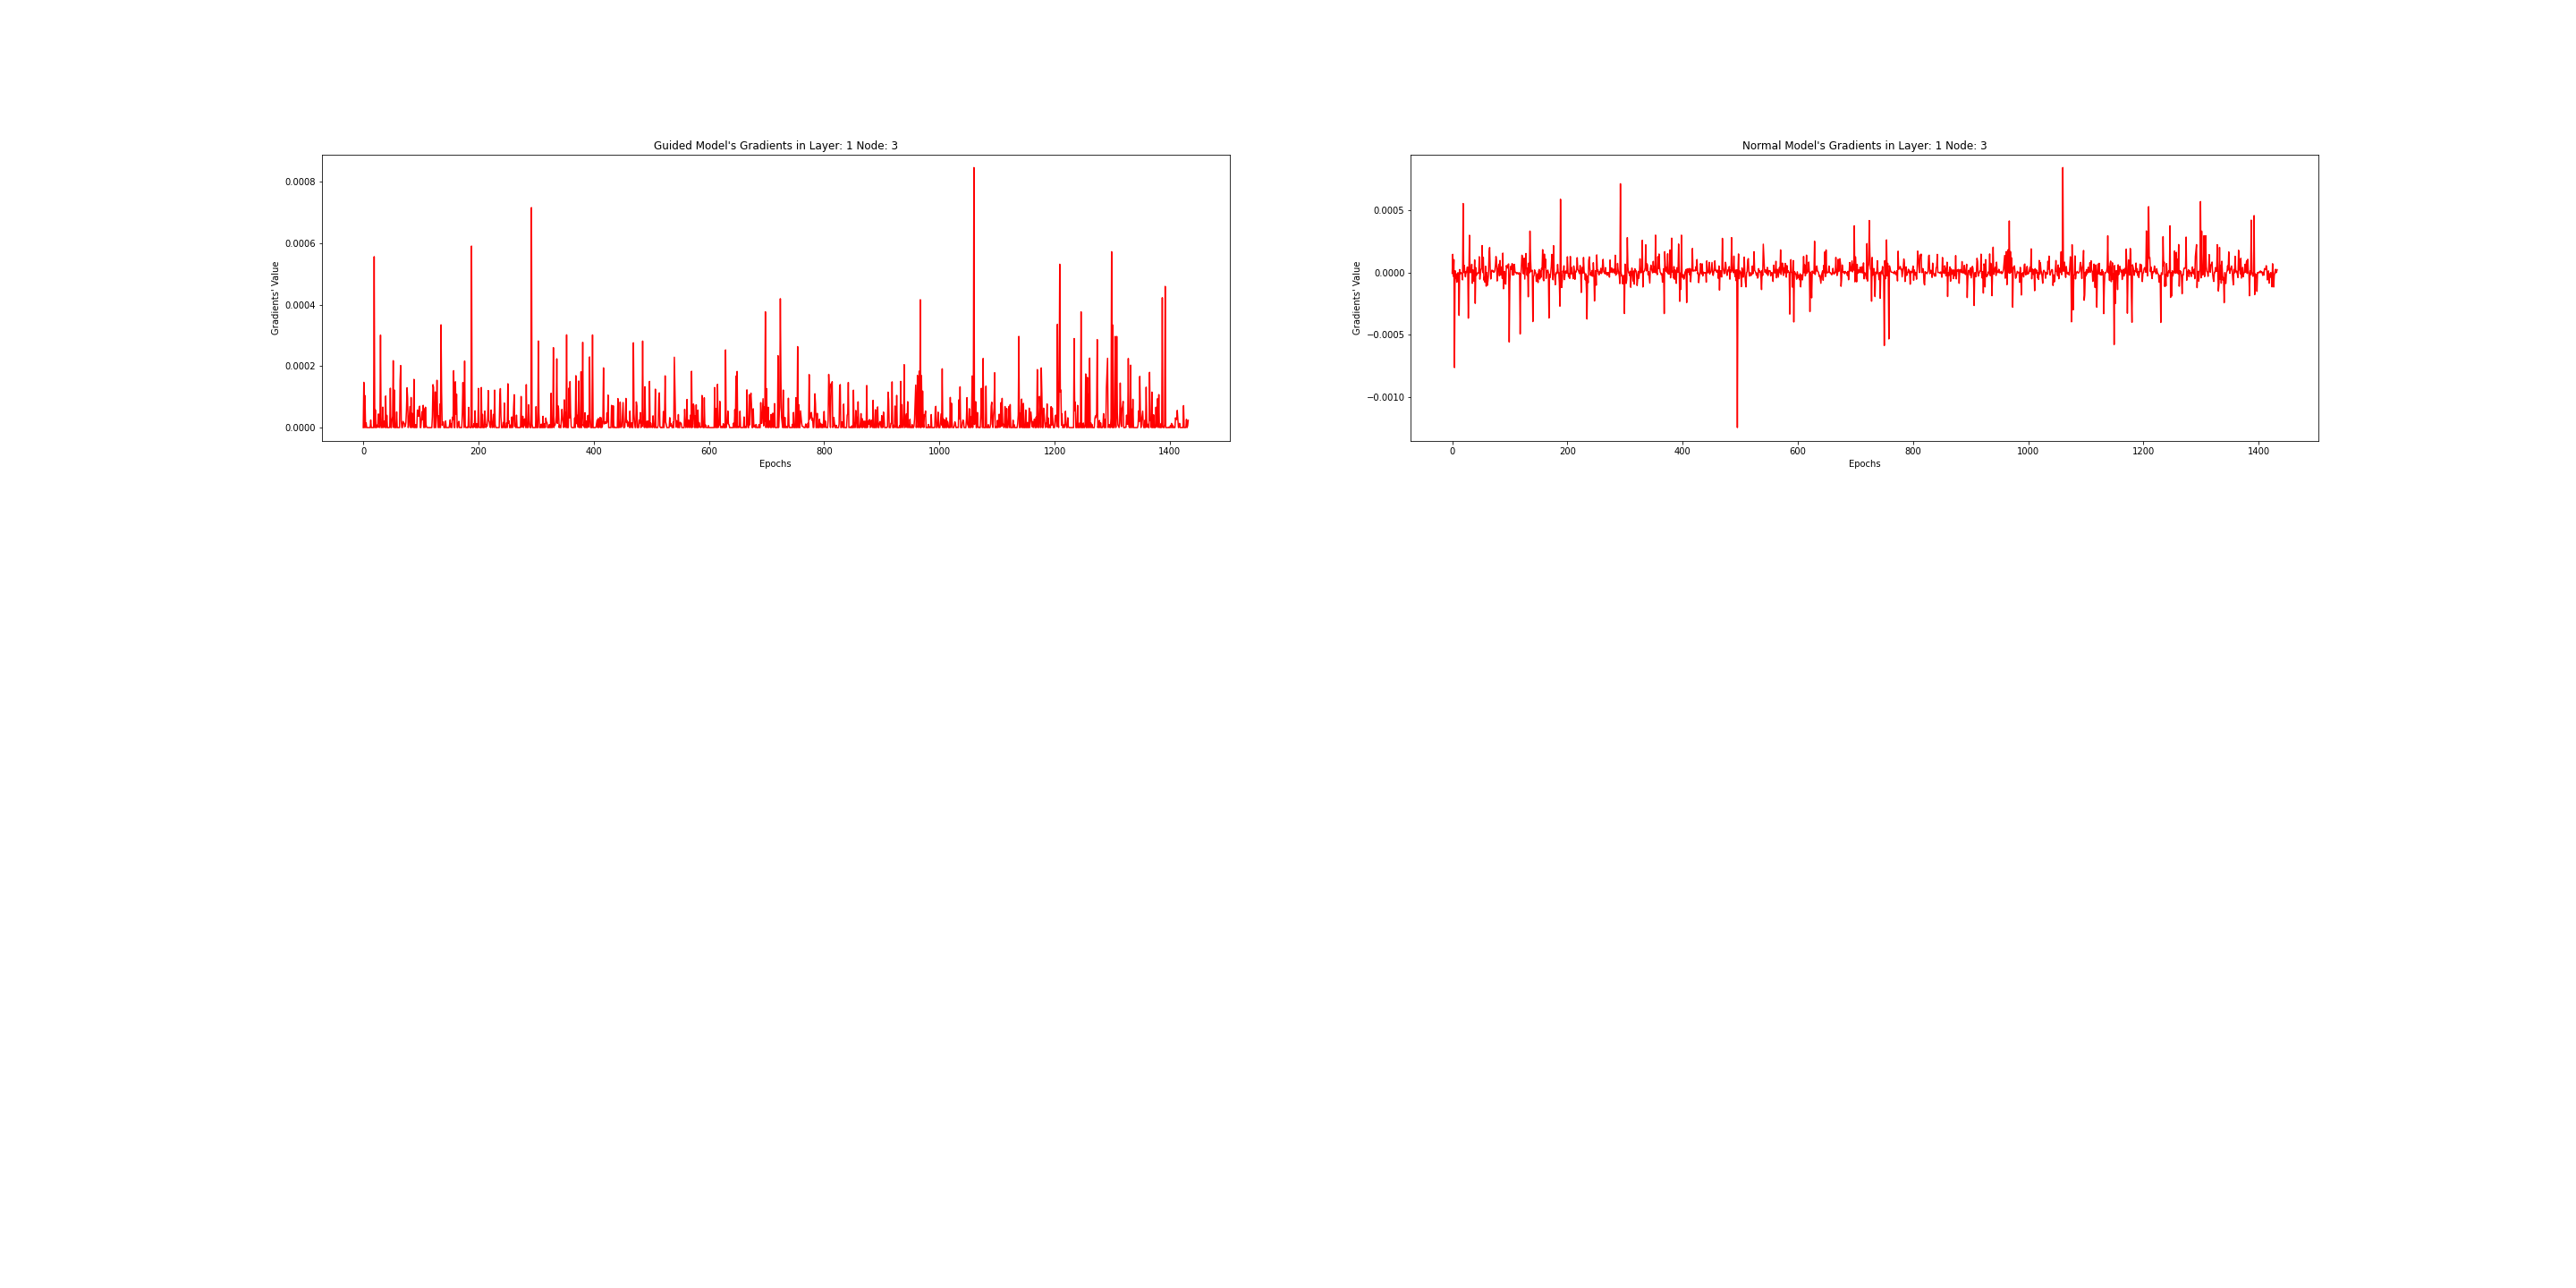 Guided Model's Gradients in Layer: 1 Node: 3
Gradients' Value
0.0008
0.0006
0.0004
0.0002
0.0000
0 200 400 600 800 1000 1200 1400
Epochs
Normal Model's Gradients in Layer: 1 Node: 3
Gradients' Value
0.0005
0.0000
−0.0005
−0.0010
0 200 400 600 800 1000 1200 1400
Epochs